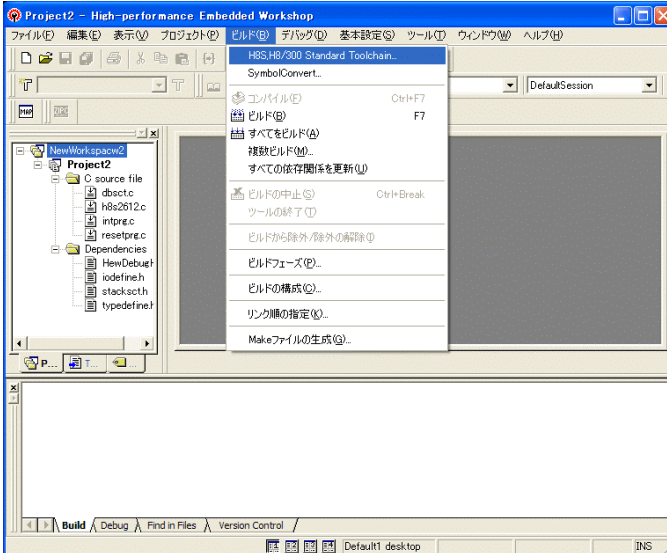 Project2 - High-performance Embedded Workshop
ファイル(F) 編集(E) 表示(V) プロジェクト(P) ビルド(B) デバッグ(D) 基本設定(S) ツール(T) ウィンドウ(W) ヘルプ(H)
H8S,H8/300 Standard Toolchain...
SymbolConvert...
DefaultSession
コンパイル(F) Ctrl+F7
ビルド(B) F7
すべてをビルド(A)
複数ビルド(M)...
すべての依存関係を更新(U)
ビルドの中止(S) Ctrl+Break
ツールの終了(T)
ビルドから除外/除外の解除(I)
ビルドフェーズ(P)...
ビルドの構成(C)...
リンク順の指定(K)...
Makeファイルの生成(G)...
MAP
NewWorkspacw2
Project2
C source file
dbsct.c
h8s2612.c
intprg.c
resetprg.c
Dependencies
HewDebugH
iodefine.h
stacksct.h
typedefine.h
P... T... ...
Build Debug Find in Files Version Control
Default1 desktop INS